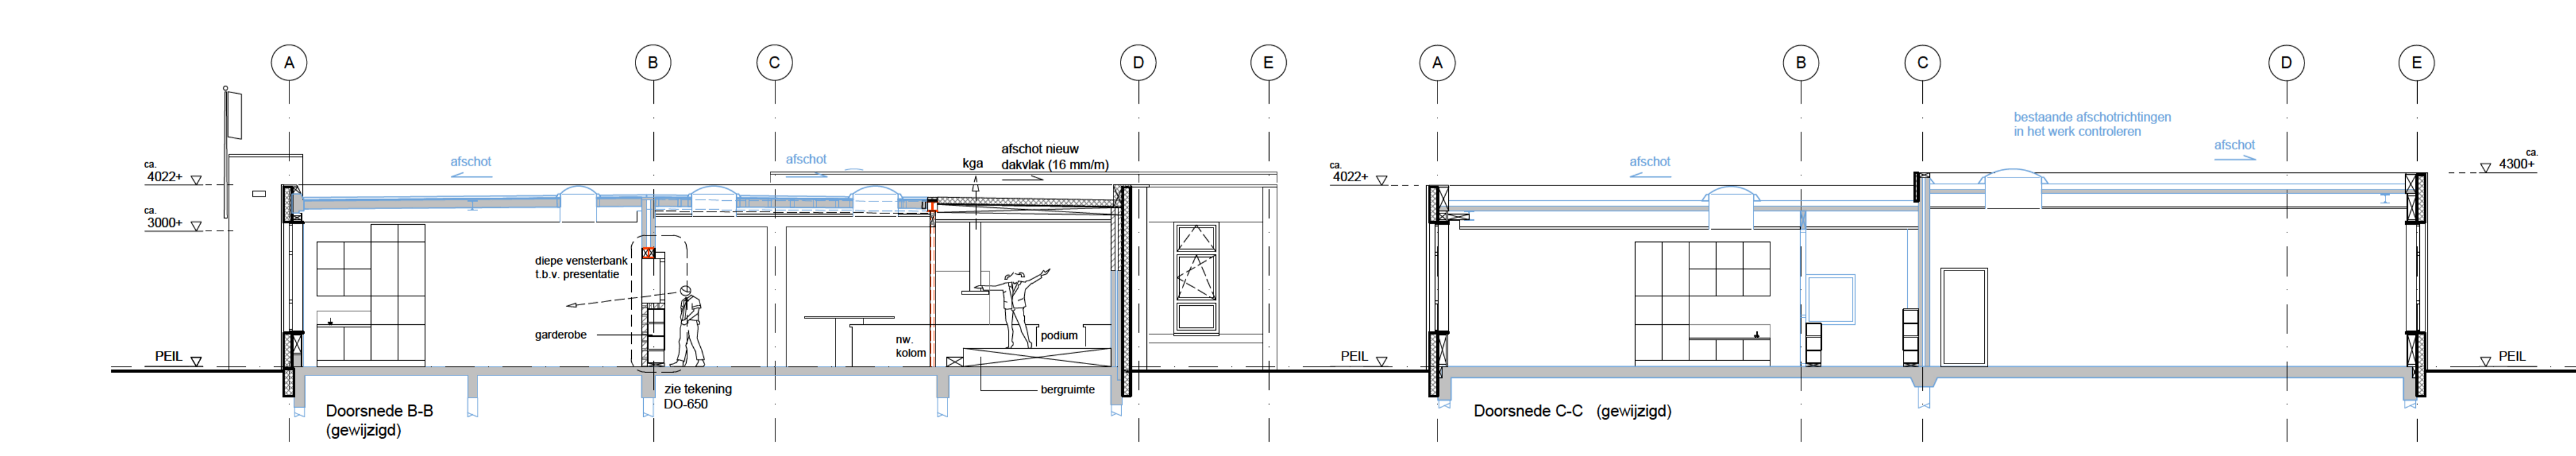 A
B
C
D
E
ca.
4022+
ca.
3000+
PEIL
afschot
afschot
kga
afschot nieuw
dakvlak (16 mm/m)
diepe vensterbank
t.b.v. presentatie
garderobe
nw.
kolom
podium
bergruimte
zie tekening
DO-650
Doorsnede B-B
(gewijzigd)
A
B
C
D
E
ca.
4022+
PEIL
afschot
bestaande afschotrichtingen
in het werk controleren
afschot
ca.
4300+
PEIL
Doorsnede C-C (gewijzigd)